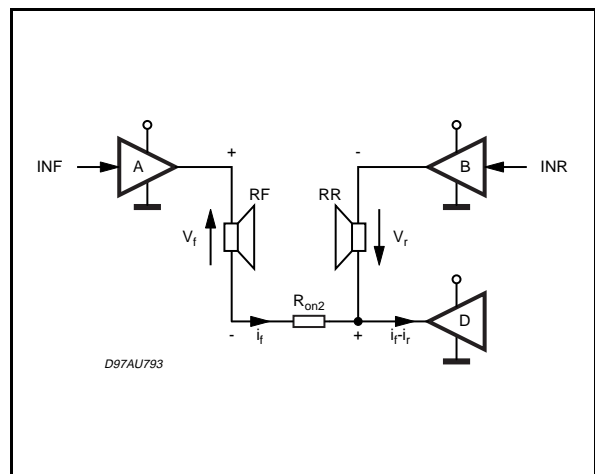 INF
A
+
-
B
INR
RF
RR
Vf
Vr
Ron2
D
-
if
+
if-ir
D97AU793